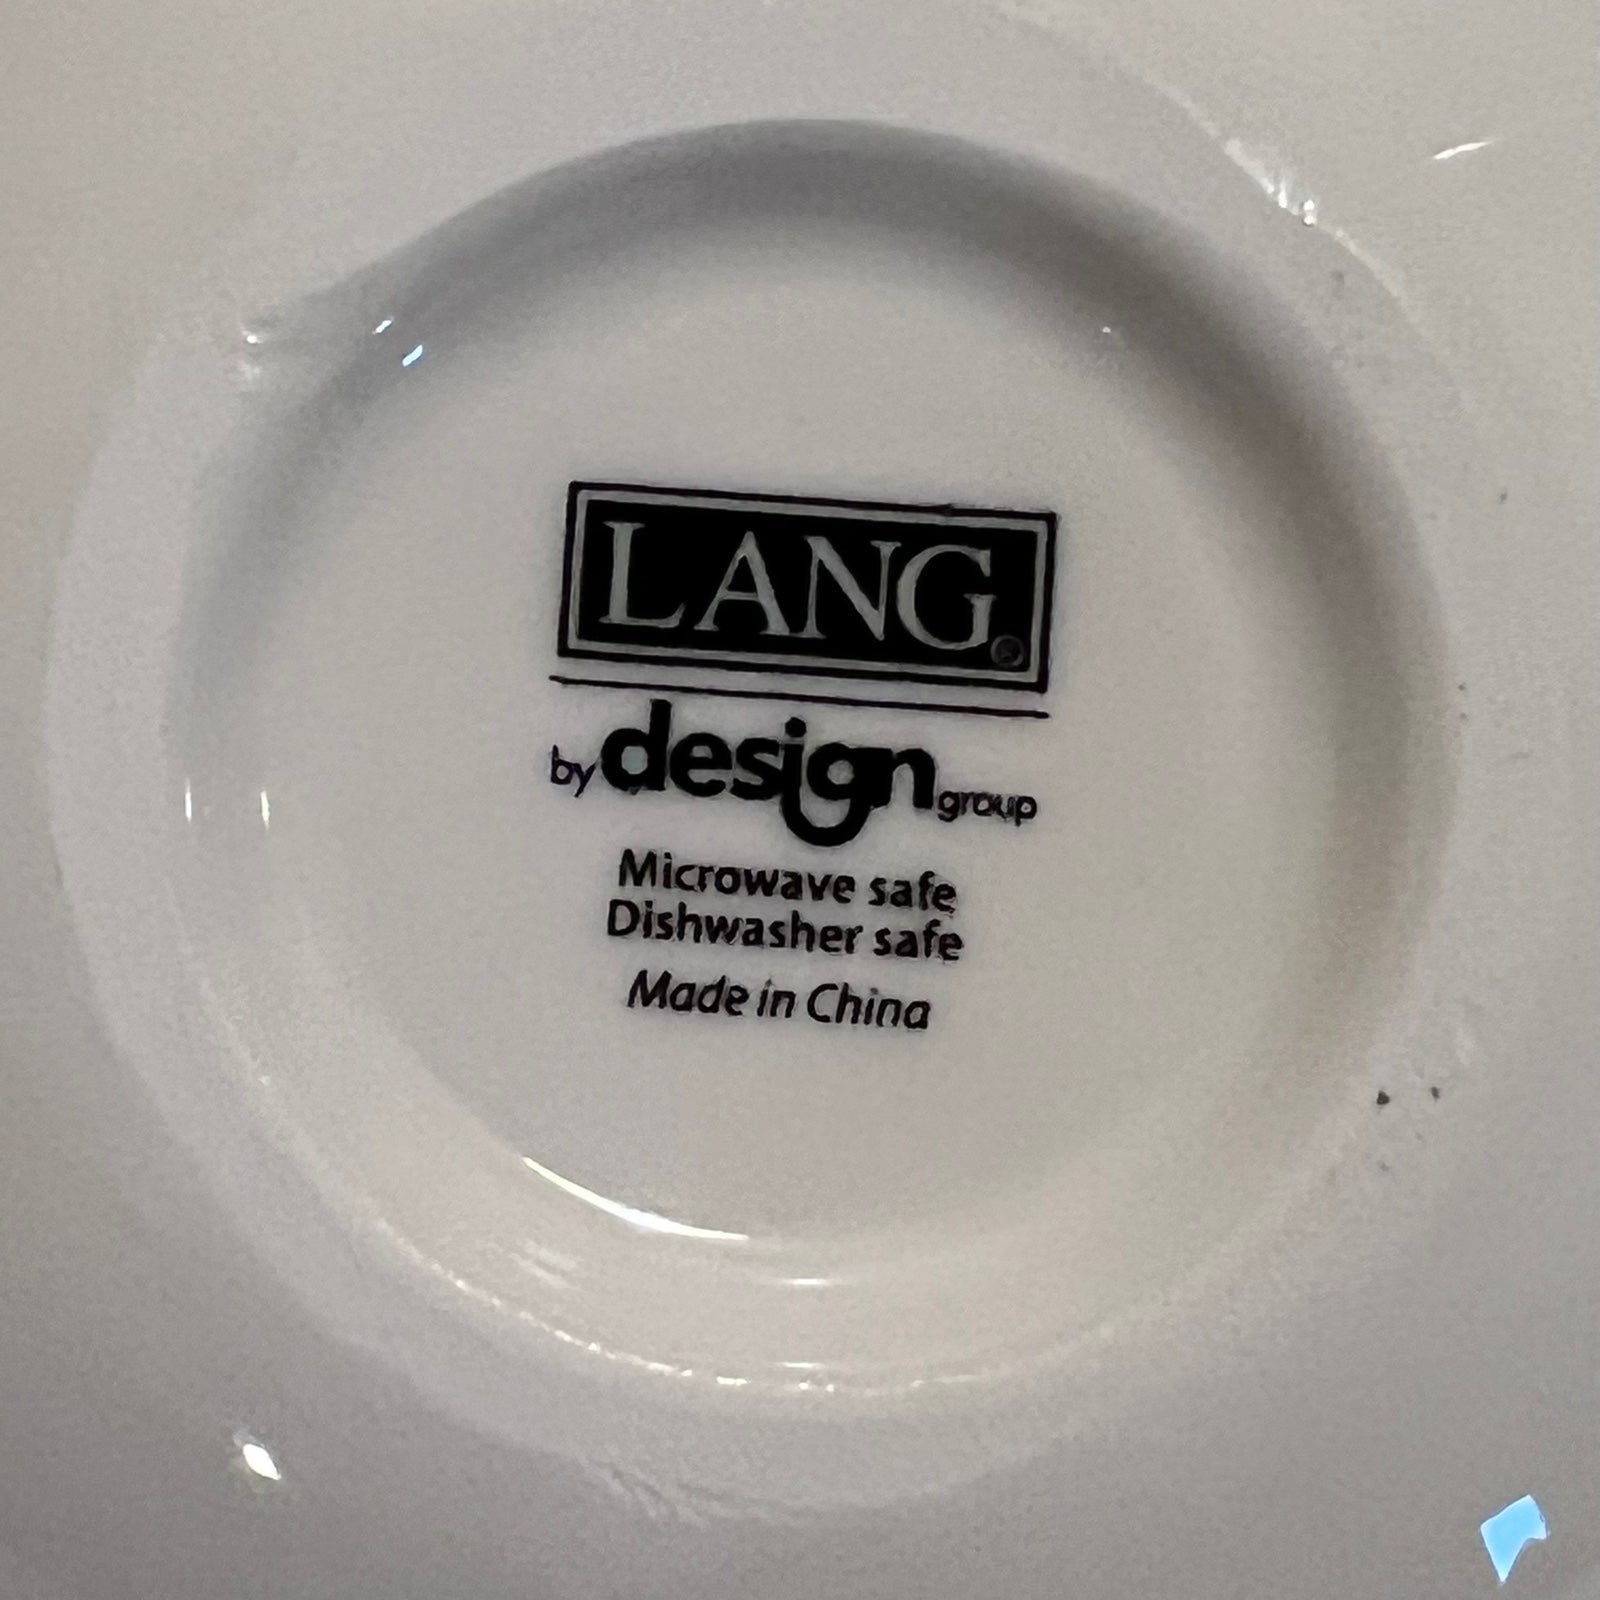 LANG®
by design group
Microwave safe
Dishwasher safe
Made in China